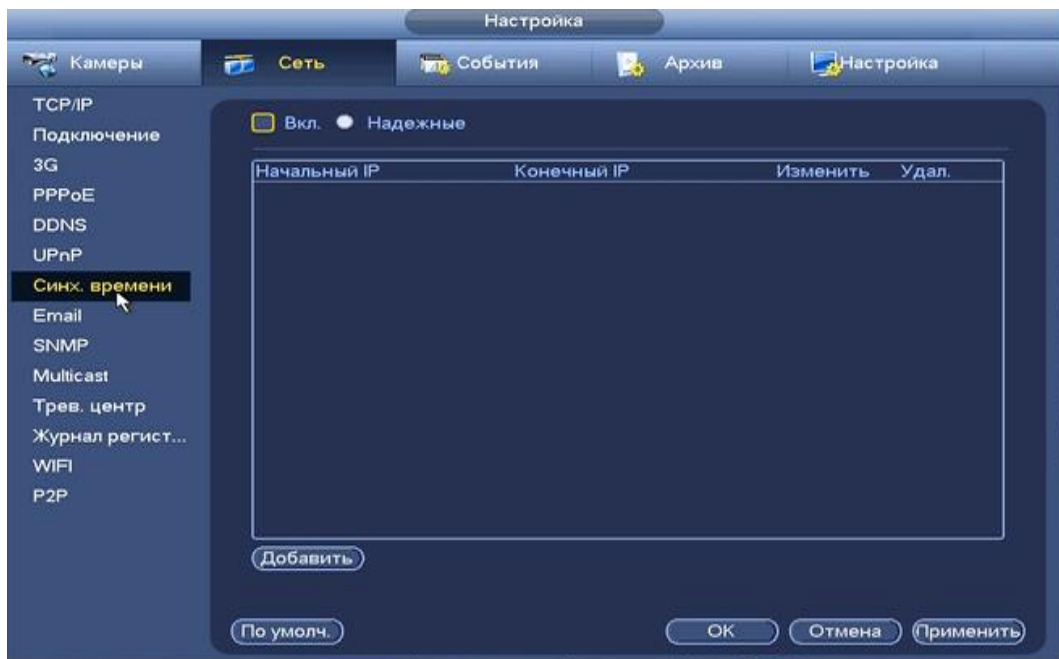 Настройка
Камеры
Сеть
События
Архив
Настройка
TCP/IP
Подключение
3G
PPPoE
DDNS
UPnP
Синх. времени
Email
SNMP
Multicast
Трев. центр
Журнал регист...
WIFI
P2P
Вкл. Надежные
Начальный IP Конечный IP Изменить Удал.
Добавить
По умолч. OK Отмена Применить